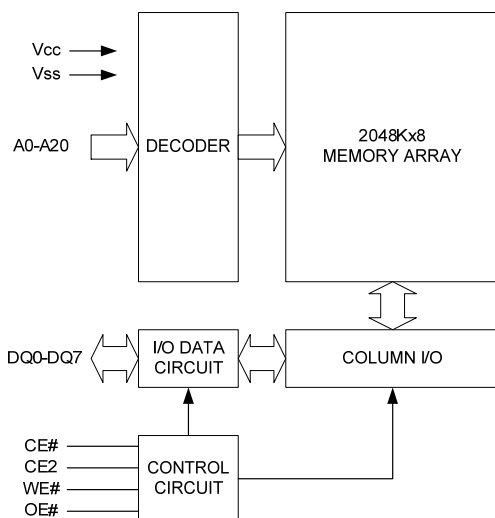 Vcc
Vss
A0-A20
DECODER
2048Kx8
MEMORY ARRAY
DQ0-DQ7
I/O DATA
CIRCUIT
COLUMN I/O
CE#
CE2
WE#
OE#
CONTROL
CIRCUIT